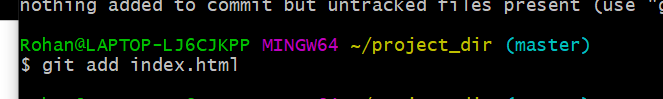 nothing added to commit but untracked files present (use "g
Rohan@LAPTOP-LJ6CJKPP MINGW64 ~/project_dir (master)
$ git add index.html